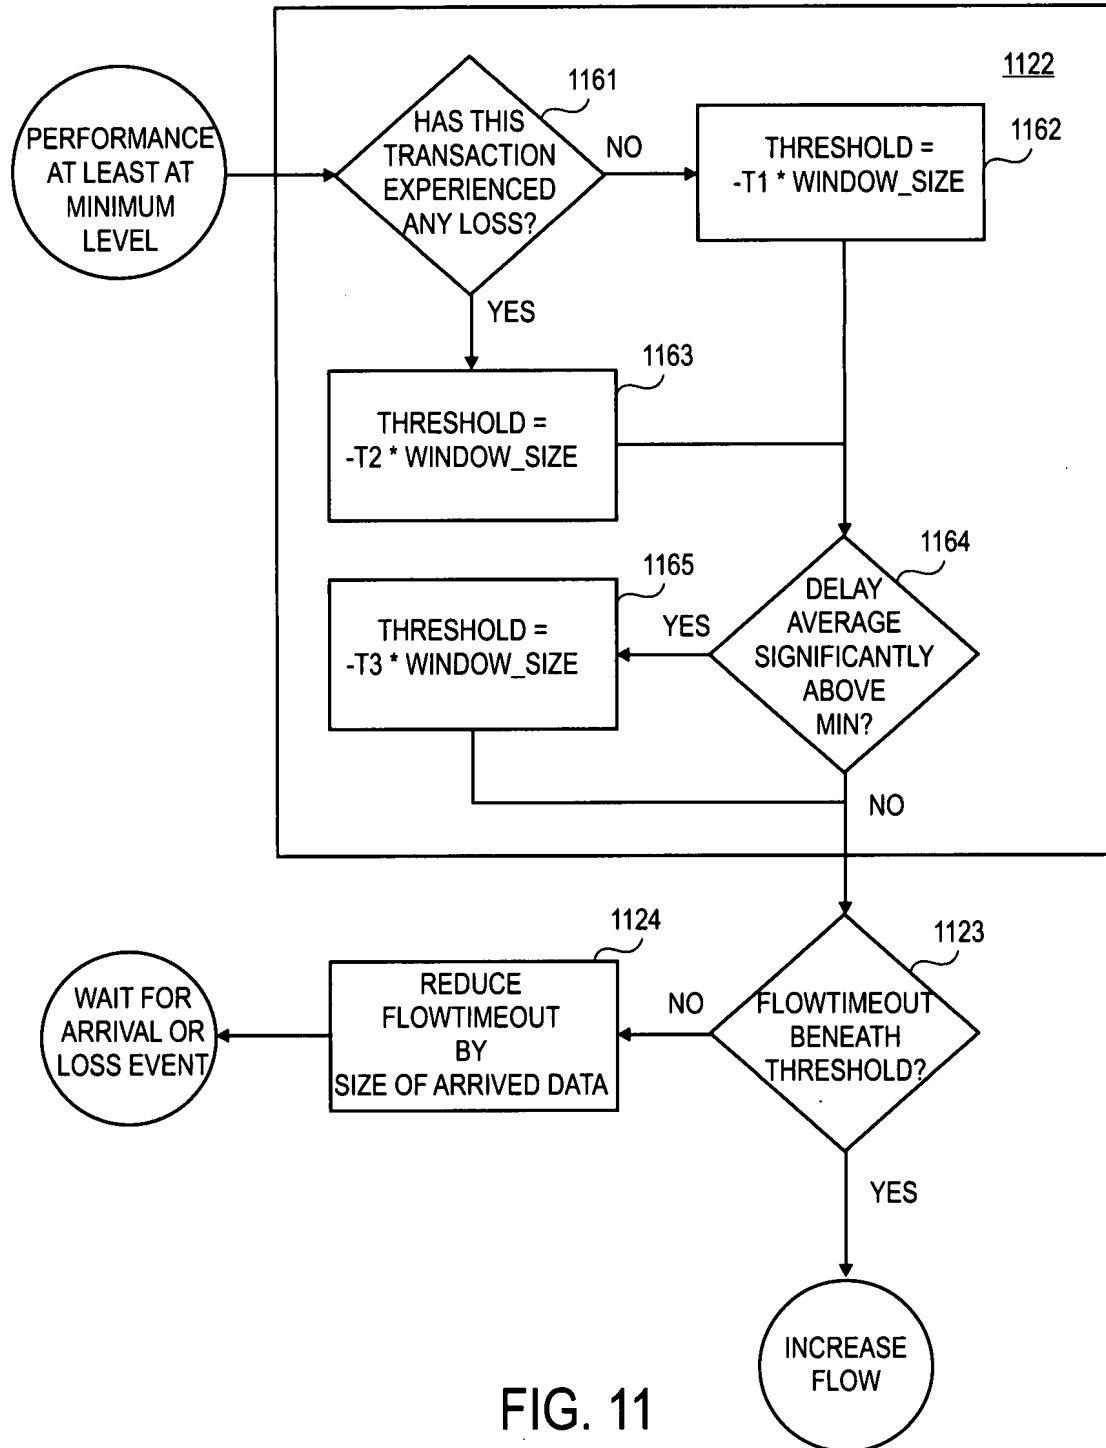 1122
PERFORMANCE
AT LEAST AT
MINIMUM
LEVEL
1161
HAS THIS
TRANSACTION
EXPERIENCED
ANY LOSS?
NO
YES
1162
THRESHOLD =
-T1 * WINDOW_SIZE
1163
THRESHOLD =
-T2 * WINDOW_SIZE
1164
DELAY
AVERAGE
SIGNIFICANTLY
ABOVE
MIN?
YES
NO
1165
THRESHOLD =
-T3 * WINDOW_SIZE
1123
FLOWTIMEOUT
BENEATH
THRESHOLD?
NO
YES
1124
REDUCE
FLOWTIMEOUT
BY
SIZE OF ARRIVED DATA
WAIT FOR
ARRIVAL OR
LOSS EVENT
INCREASE
FLOW
FIG. 11